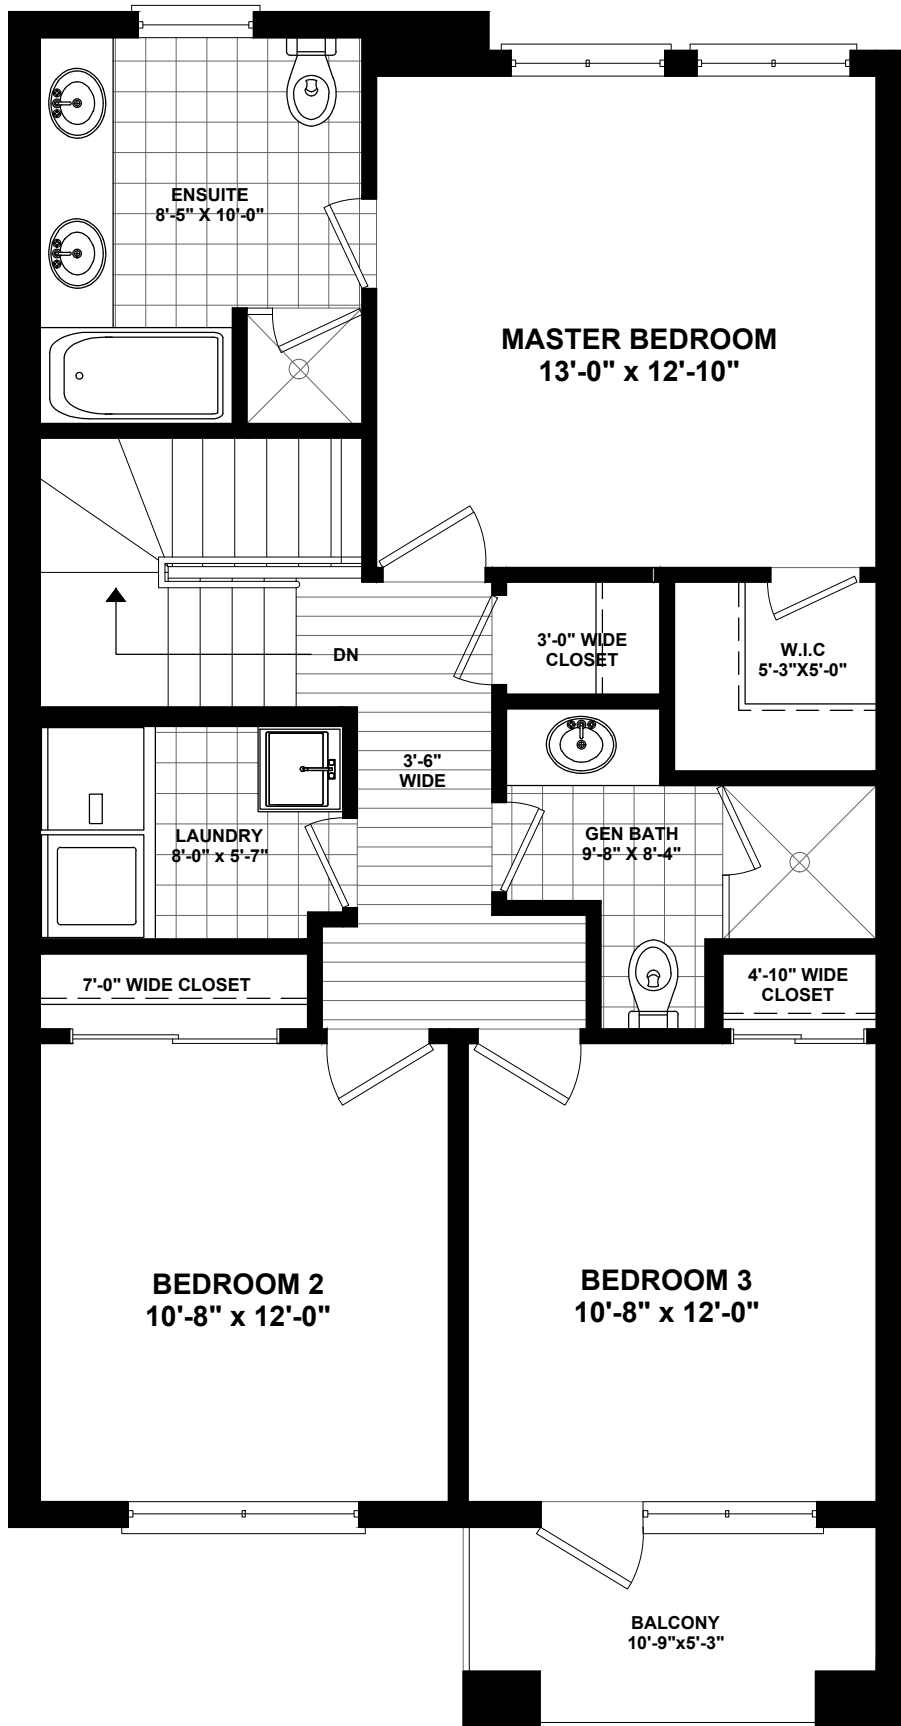 ENSUITE
8'-5" X 10'-0"
MASTER BEDROOM
13'-0" x 12'-10"
3'-0" WIDE
CLOSET
W.I.C
5'-3"X5'-0"
DN
3'-6"
WIDE
LAUNDRY
8'-0" x 5'-7"
GEN BATH
9'-8" X 8'-4"
7'-0" WIDE CLOSET
4'-10" WIDE
CLOSET
BEDROOM 2
10'-8" x 12'-0"
BEDROOM 3
10'-8" x 12'-0"
BALCONY
10'-9"x5'-3"